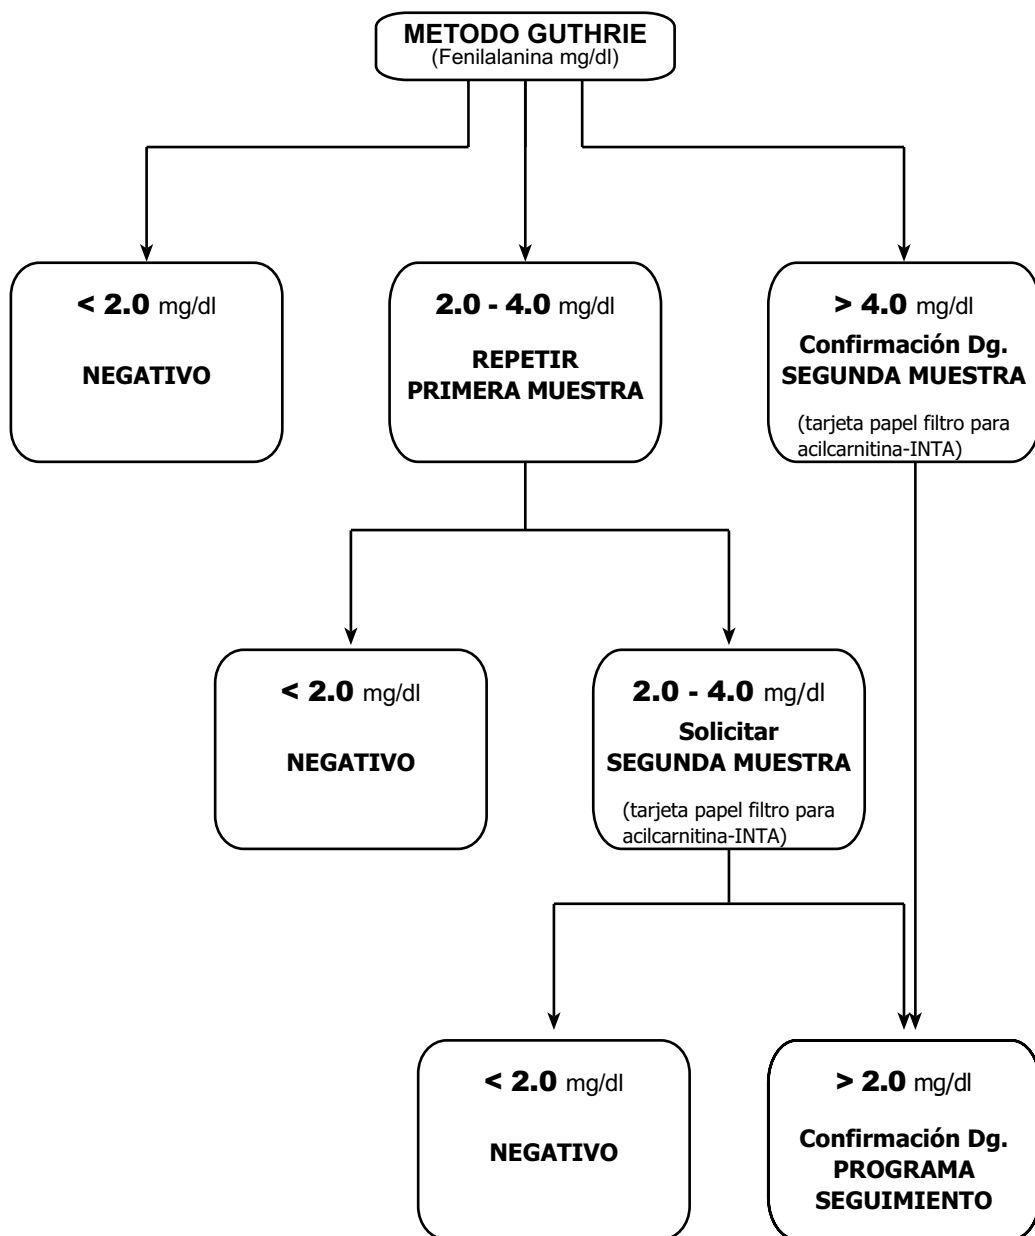 METODO GUTHRIE
(Fenilalanina mg/dl)
< 2.0 mg/dl
NEGATIVO
2.0 - 4.0 mg/dl
REPETIR
PRIMERA MUESTRA
> 4.0 mg/dl
Confirmación Dg.
SEGUNDA MUESTRA
(tarjeta papel filtro para
acilcarnitina-INTA)
< 2.0 mg/dl
NEGATIVO
2.0 - 4.0 mg/dl
Solicitar
SEGUNDA MUESTRA
(tarjeta papel filtro para
acilcarnitina-INTA)
< 2.0 mg/dl
NEGATIVO
> 2.0 mg/dl
Confirmación Dg.
PROGRAMA
SEGUIMIENTO